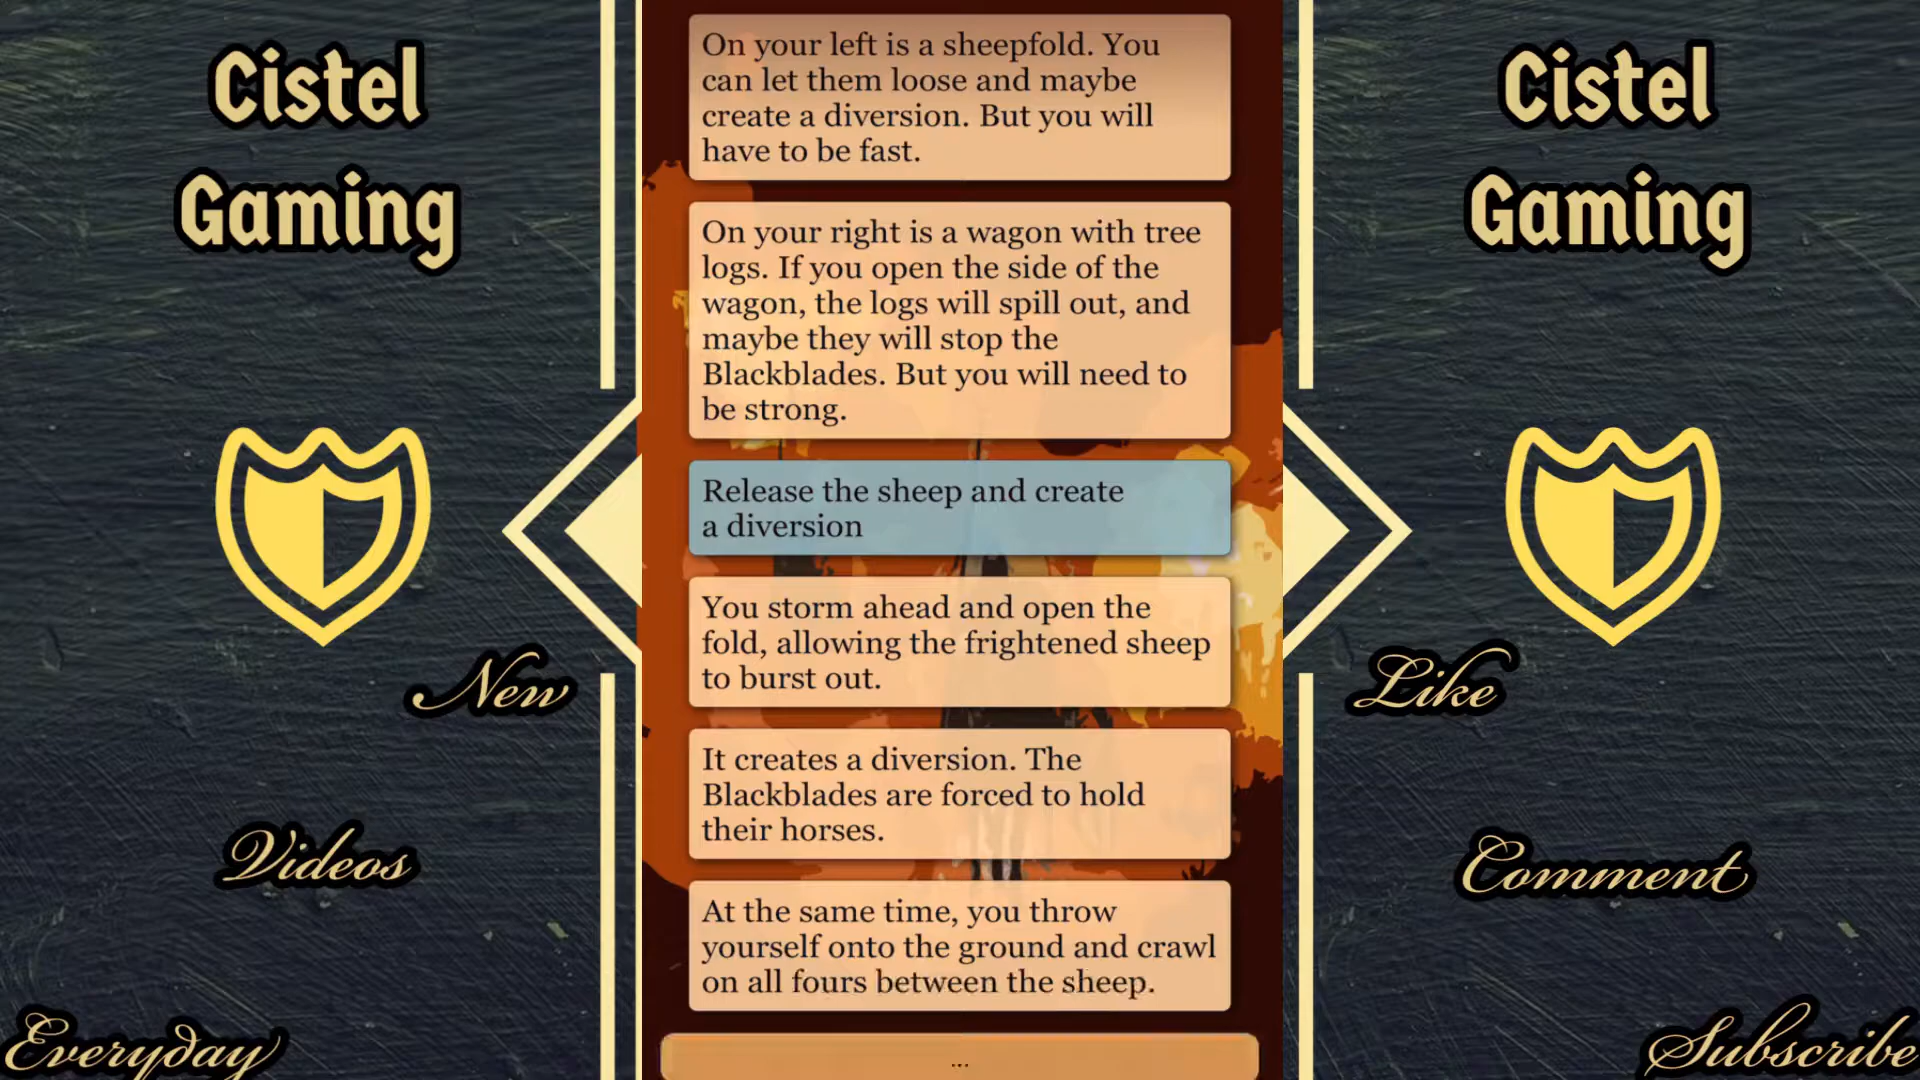 Cistel
Gaming
New
Videos
Everyday
On your left is a sheepfold. You
can let them loose and maybe
create a diversion. But you will
have to be fast.
On your right is a wagon with tree
logs. If you open the side of the
wagon, the logs will spill out, and
maybe they will stop the
Blackblades. But you will need to
be strong.
Release the sheep and create
a diversion
You storm ahead and open the
fold, allowing the frightened sheep
to burst out.
It creates a diversion. The
Blackblades are forced to hold
their horses.
At the same time, you throw
yourself onto the ground and crawl
on all fours between the sheep.
...
Cistel
Gaming
Like
Comment
Subscribe